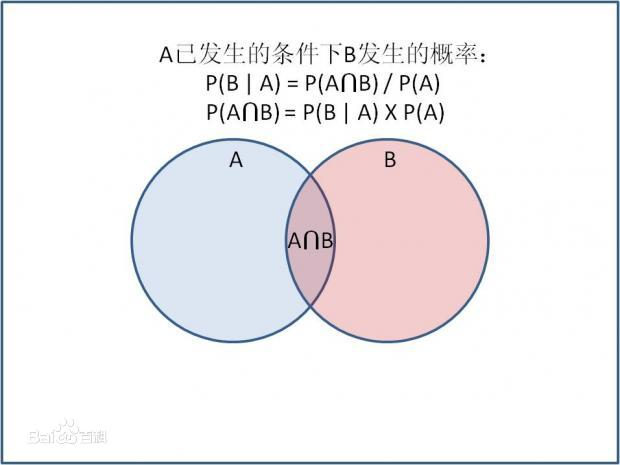 A已发生的条件下B发生的概率：
P(B | A) = P(A⋂B) / P(A)
P(A⋂B) = P(B | A) X P(A)
A
B
A⋂B
Bai百科